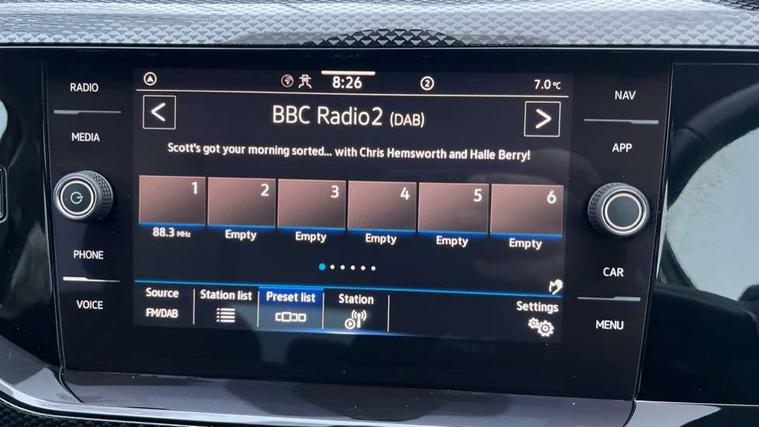 RADIO
MEDIA
PHONE
VOICE
8:26
2
7.0°C
NAV
APP
CAR
MENU
< BBC Radio2 (DAB) >
Scott's got your morning sorted... with Chris Hemsworth and Halle Berry!
1 2 3 4 5 6
88.3 MHz Empty Empty Empty Empty Empty
Source Station list Preset list Station Settings
FM/DAB